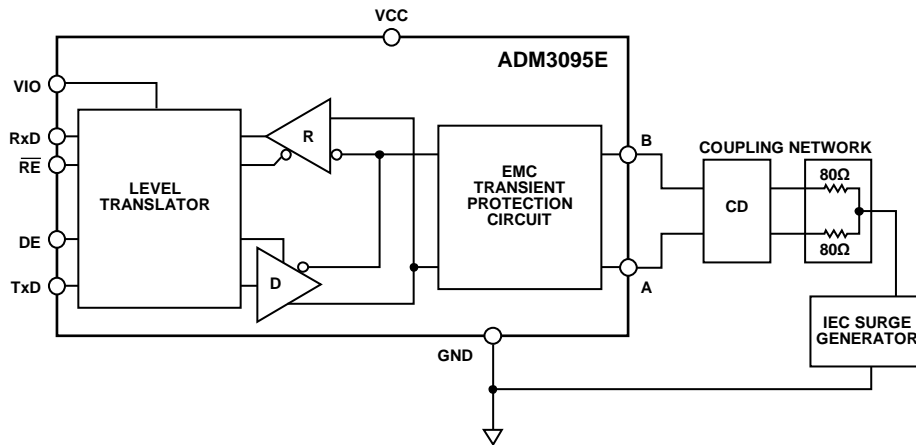 VCC
ADM3095E
VIO
RxD
RE
DE
TxD
LEVEL
TRANSLATOR
R
D
EMC
TRANSIENT
PROTECTION
CIRCUIT
B
A
GND
COUPLING NETWORK
CD
80Ω
80Ω
IEC SURGE
GENERATOR